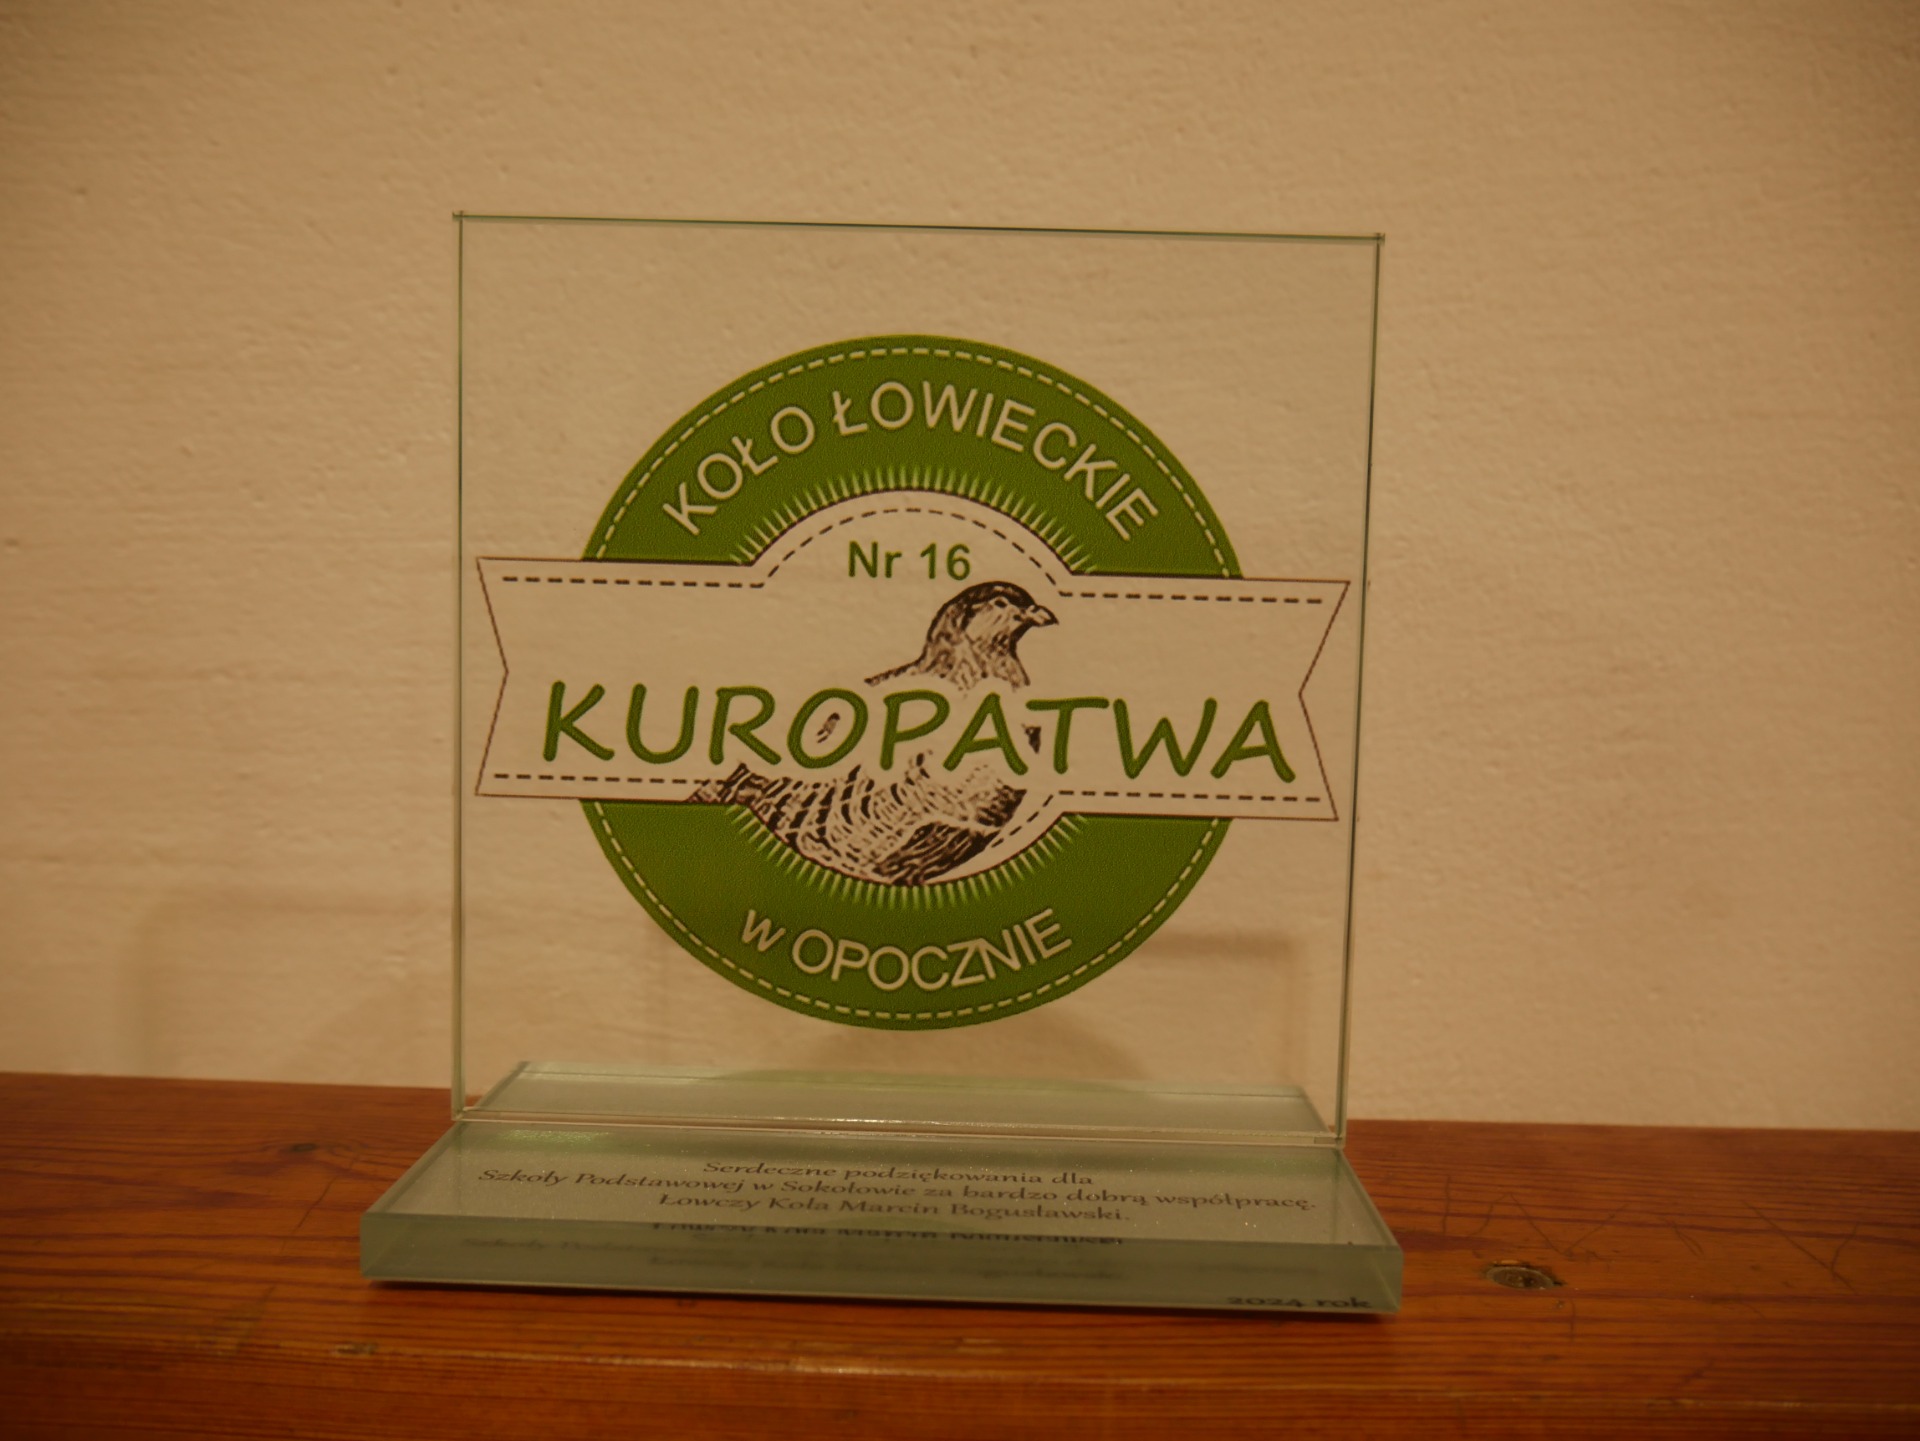 KOŁO ŁOWIECKIE
Nr 16
KUROPATWA
w OPOCZNIE
Serdeczne podziękowania dla
Szkoły Podstawowej w Sokołowie za bardzo dobrą współpracę.
Łowczy Koła Marcin Bogusławski.
2024 rok